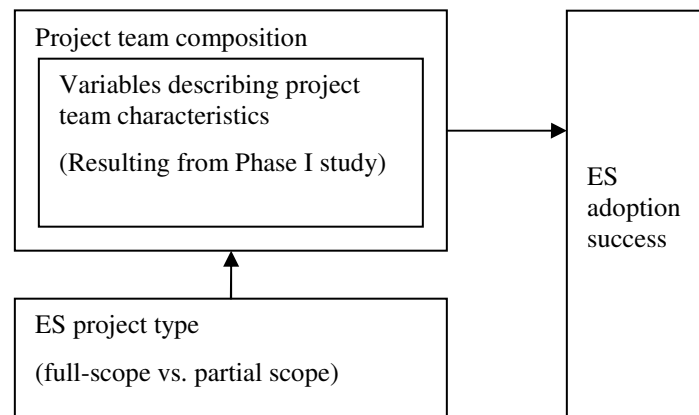 Project team composition
Variables describing project
team characteristics
(Resulting from Phase I study)
ES
adoption
success
ES project type
(full-scope vs. partial scope)